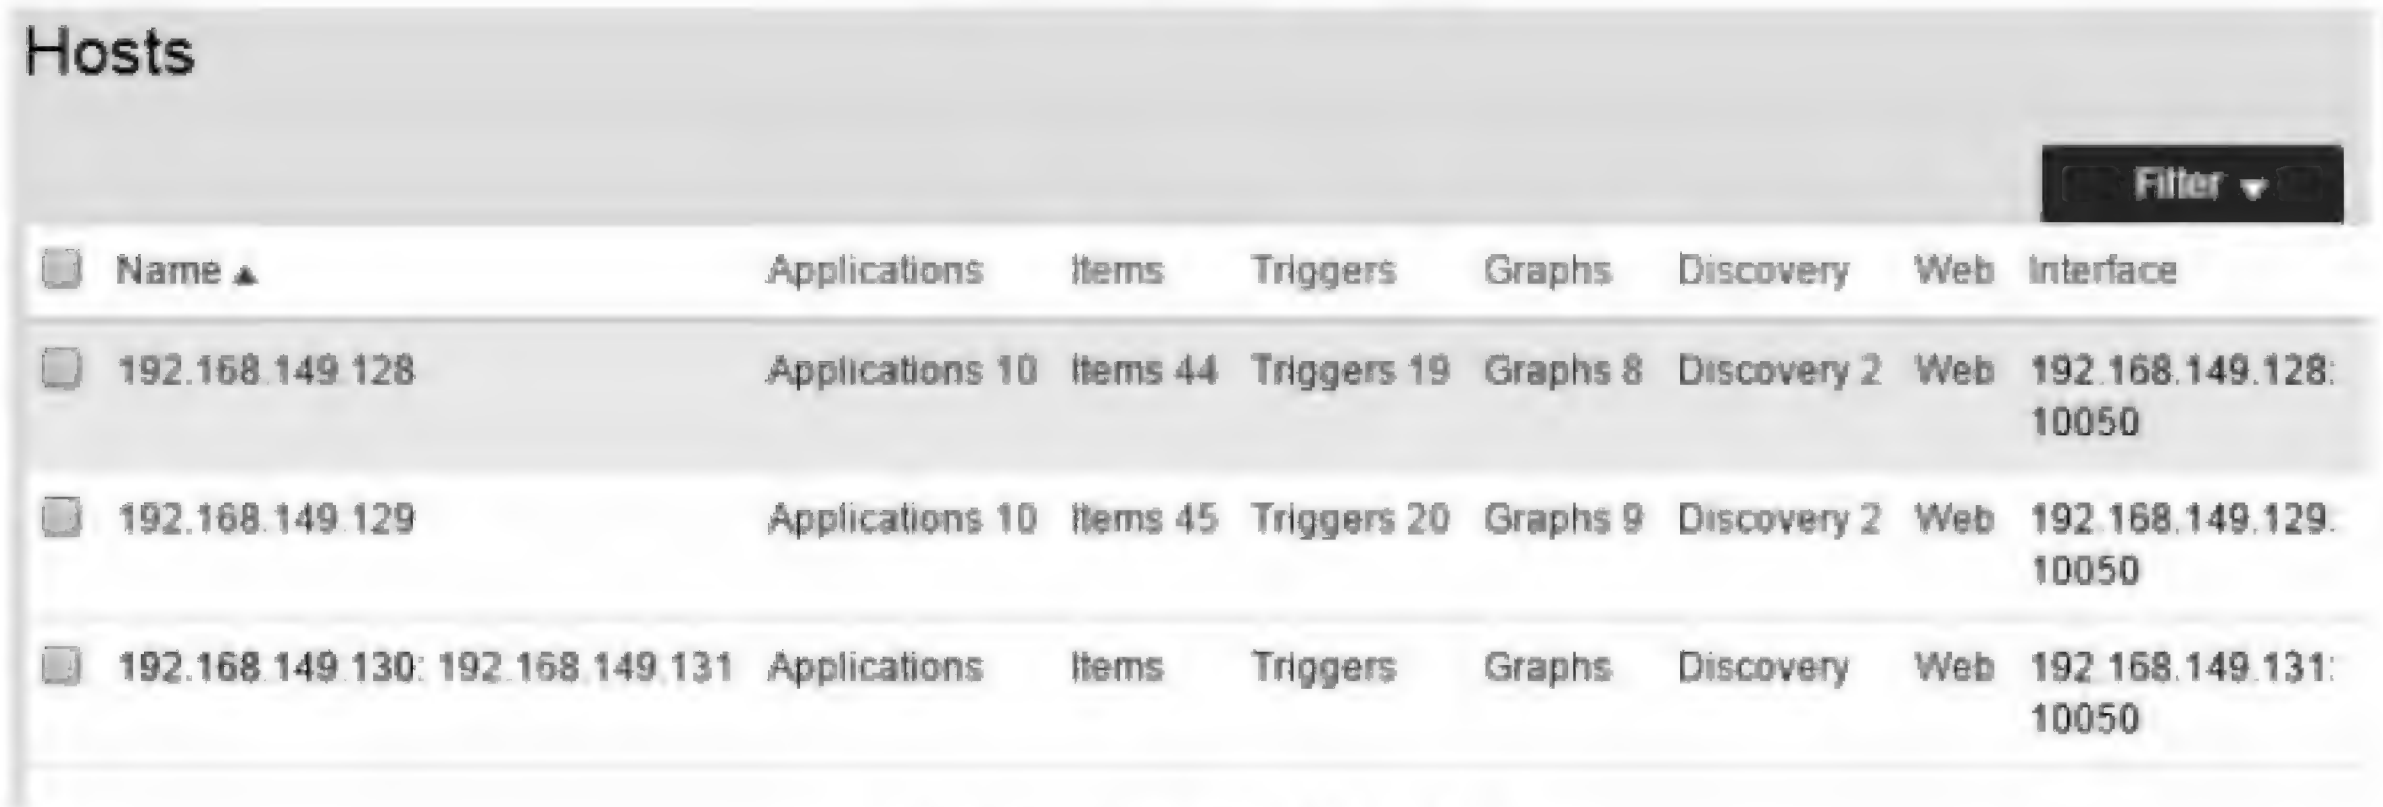 Hosts
Filter ▼
Name ▲ Applications Items Triggers Graphs Discovery Web Interface
192.168.149.128 Applications 10 Items 44 Triggers 19 Graphs 8 Discovery 2 Web 192.168.149.128:
10050
192.168.149.129 Applications 10 Items 45 Triggers 20 Graphs 9 Discovery 2 Web 192.168.149.129:
10050
192.168.149.130: 192.168.149.131 Applications Items Triggers Graphs Discovery Web 192.168.149.131:
10050